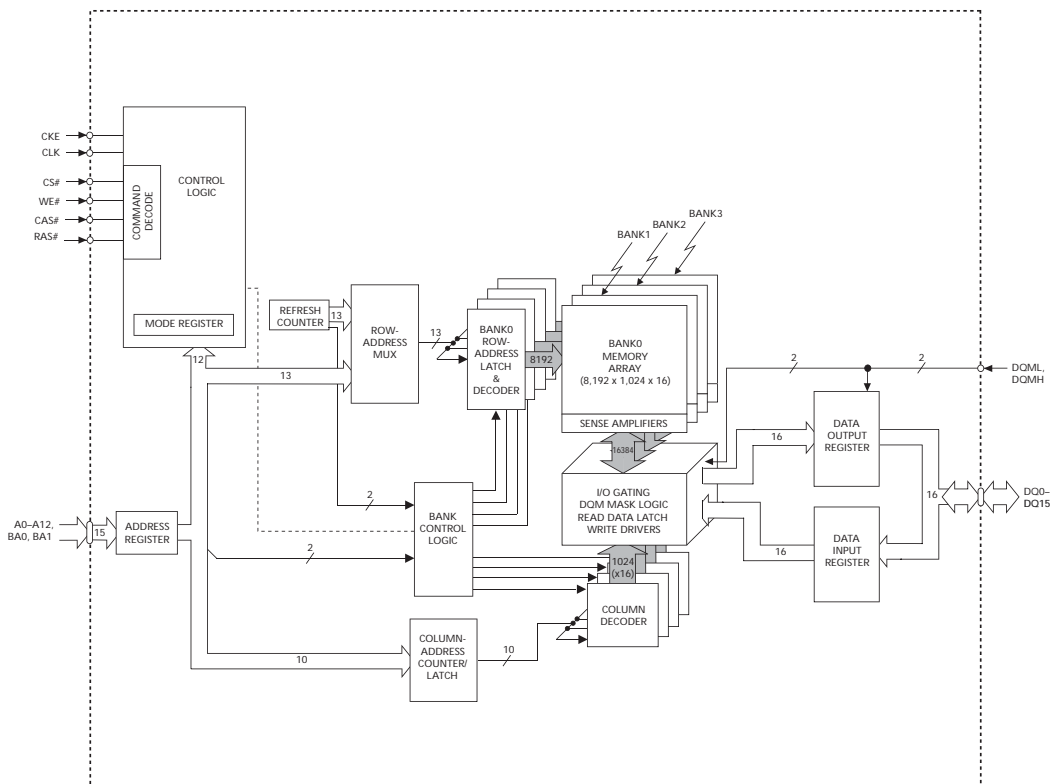 CKE
CLK
CS#
WE#
CAS#
RAS#
COMMAND
DECODE
CONTROL
LOGIC
MODE REGISTER
12
REFRESH
COUNTER
13
13
ROW-
ADDRESS
MUX
13
BANK0
ROW-
ADDRESS
LATCH
&
DECODER
8192
BANK1
BANK2
BANK3
BANK0
MEMORY
ARRAY
(8,192 x 1,024 x 16)
SENSE AMPLIFIERS
16384
I/O GATING
DQM MASK LOGIC
READ DATA LATCH
WRITE DRIVERS
2
2
DQML,
DQMH
16
DATA
OUTPUT
REGISTER
16
DQ0–
DQ15
16
DATA
INPUT
REGISTER
A0–A12,
BA0, BA1
15
ADDRESS
REGISTER
2
2
BANK
CONTROL
LOGIC
1024
(x16)
COLUMN
DECODER
10
COLUMN-
ADDRESS
COUNTER/
LATCH
10